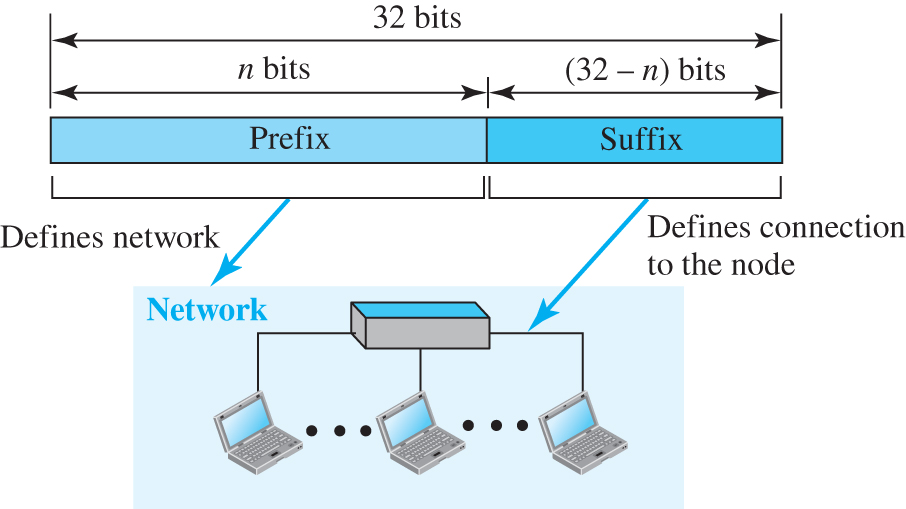 32 bits
n bits
(32 – n) bits
Prefix
Suffix
Defines network
Defines connection
to the node
Network